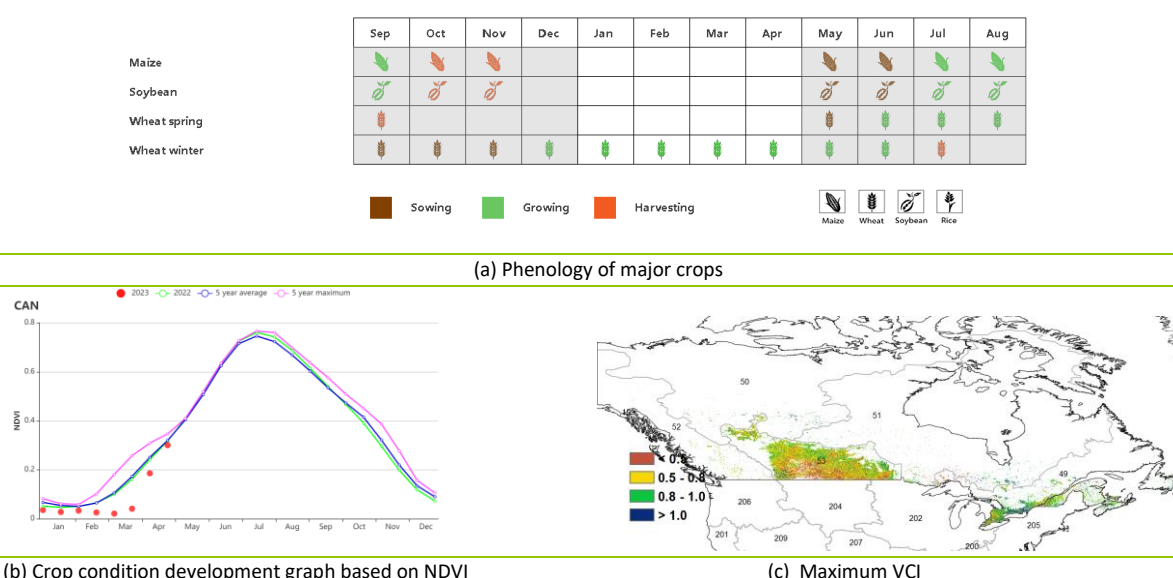 Sep Oct Nov Dec Jan Feb Mar Apr May Jun Jul Aug
Maize
Soybean
Wheat spring
Wheat winter
Sowing Growing Harvesting
Maize Wheat Soybean Rice
(a) Phenology of major crops
2023 2022 5 year average 5 year maximum
CAN
0.8
0.6
0.4
0.2
0
NDVI
Jan Feb Mar Apr May Jun Jul Aug Sep Oct Nov Dec
50
51
52
53
49
< 0.5
0.5 - 0.8
0.8 - 1.0
> 1.0
206
204
202
205
201
209
207
200
(b) Crop condition development graph based on NDVI
(c) Maximum VCI